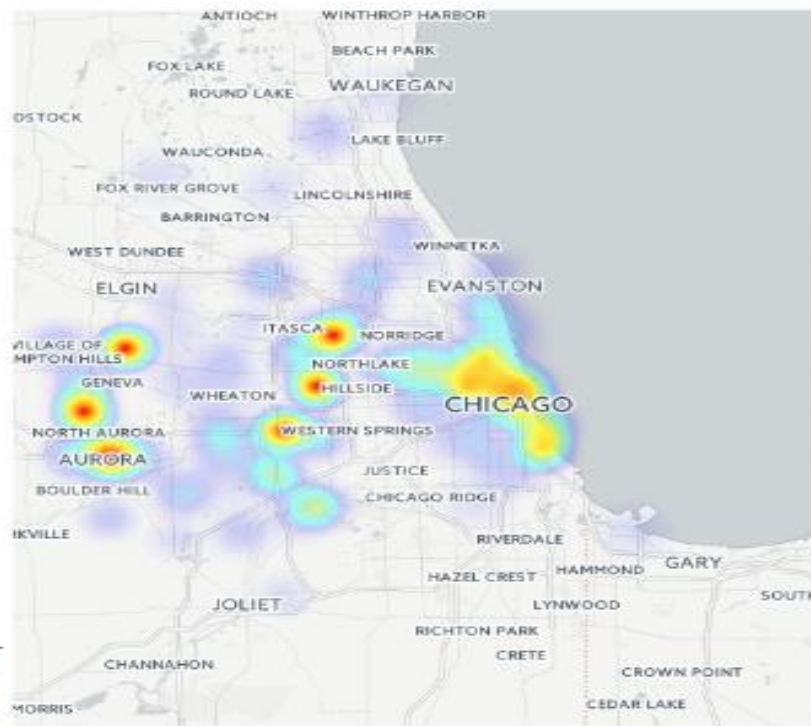 ANTIOCH WINTHROP HARBOR
BEACH PARK
FOX LAKE
WAUKEGAN
ROUND LAKE
DSTOCK
LAKE BLUFF
WAUCONDA
FOX RIVER GROVE
LINCOLNSHIRE
BARRINGTON
WINNETKA
WEST DUNDEE
ELGIN EVANSTON
ITASCA
NORRIDGE
VILLAGE OF
MPTON HILLS
NORTHLAKE
GENEVA
HILLSIDE
WHEATON
CHICAGO
NORTH AURORA
WESTERN SPRINGS
AURORA
JUSTICE
BOULDER HILL
CHICAGO RIDGE
RKVILLE
RIVERDALE
GARY
HAMMOND
HAZEL CREST
SOUTH
JOLIET
LYNWOOD
RICHTON PARK
CRETE
CHANNAHON
CROWN POINT
MORRIS
CEDAR LAKE